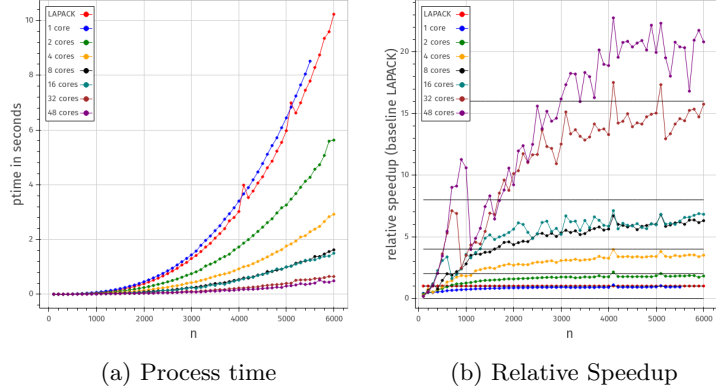 LAPACK
1 core
2 cores
4 cores
8 cores
16 cores
32 cores
48 cores
ptime in seconds
10
8
6
4
2
0
0
1000
2000
3000
4000
5000
6000
n
(a) Process time
LAPACK
1 core
2 cores
4 cores
8 cores
16 cores
32 cores
48 cores
relative speedup (baseline LAPACK)
20
15
10
5
0
0
1000
2000
3000
4000
5000
6000
n
(b) Relative Speedup